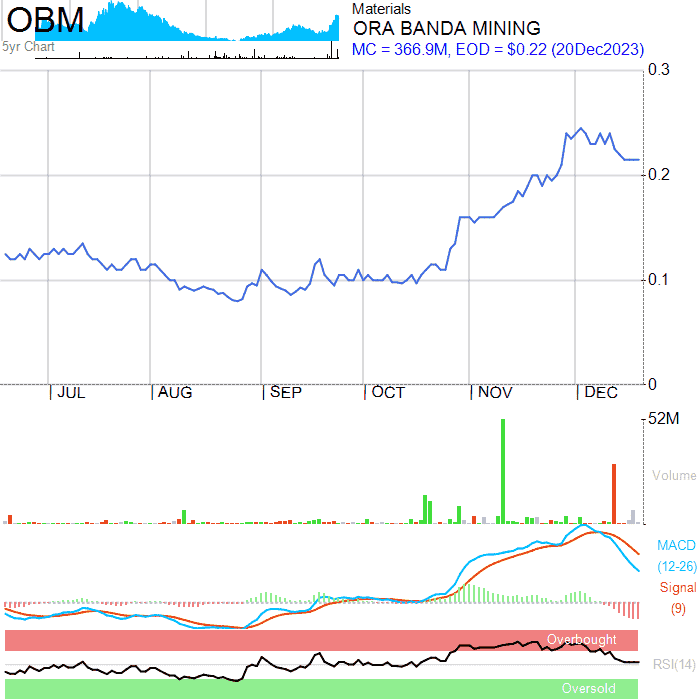 OBM
5yr Chart
Materials
ORA BANDA MINING
MC = 366.9M, EOD = $0.22 (20Dec2023)
0.3
0.2
0.1
0
JUL
AUG
SEP
OCT
NOV
DEC
52M
Volume
MACD
(12-26)
Signal
(9)
Overbought
RSI(14)
Oversold